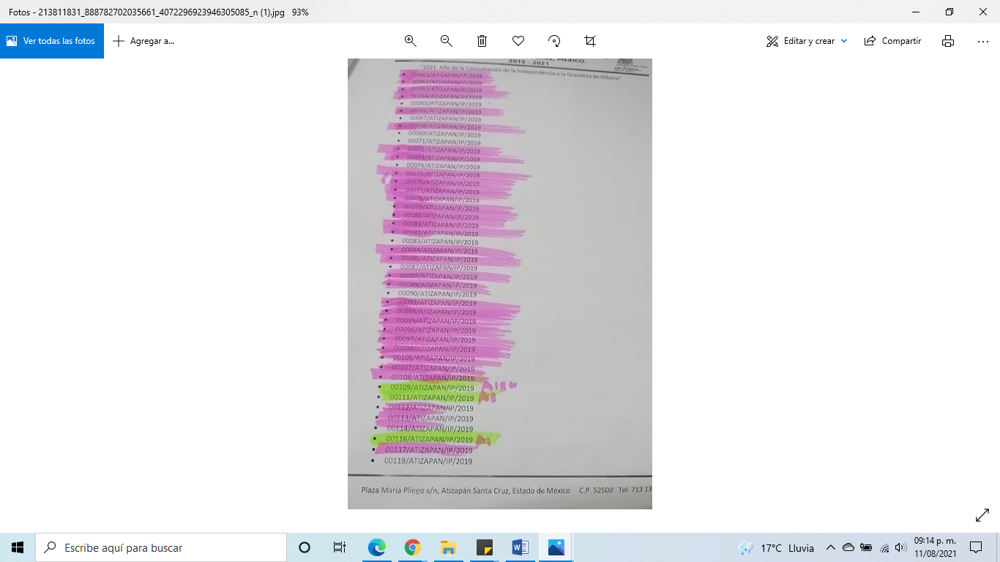 Fotos - 213811831_888782702035661_4072296923946305085_n (1).jpg 93%
Ver todas las fotos
Agregar a...
Editar y crear
Compartir
2019 - 2021
"2021. Año de la Consumación de la Independencia y la Grandeza de México"
• 00061/ATIZAPAN/IP/2019
• 00062/ATIZAPAN/IP/2019
• 00063/ATIZAPAN/IP/2019
• 00064/ATIZAPAN/IP/2019
• 00065/ATIZAPAN/IP/2019
• 00066/ATIZAPAN/IP/2019
• 00067/ATIZAPAN/IP/2019
• 00068/ATIZAPAN/IP/2019
• 00069/ATIZAPAN/IP/2019
• 00071/ATIZAPAN/IP/2019
• 00072/ATIZAPAN/IP/2019
• 00073/ATIZAPAN/IP/2019
• 00074/ATIZAPAN/IP/2019
• 00075/ATIZAPAN/IP/2019
• 00076/ATIZAPAN/IP/2019
• 00077/ATIZAPAN/IP/2019
• 00078/ATIZAPAN/IP/2019
• 00079/ATIZAPAN/IP/2019
• 00080/ATIZAPAN/IP/2019
• 00081/ATIZAPAN/IP/2019
• 00082/ATIZAPAN/IP/2019
• 00083/ATIZAPAN/IP/2019
• 00084/ATIZAPAN/IP/2019
• 00085/ATIZAPAN/IP/2019
• 00087/ATIZAPAN/IP/2019
• 00088/ATIZAPAN/IP/2019
• 00089/ATIZAPAN/IP/2019
• 00090/ATIZAPAN/IP/2019
• 00092/ATIZAPAN/IP/2019
• 00094/ATIZAPAN/IP/2019
• 00095/ATIZAPAN/IP/2019
• 00096/ATIZAPAN/IP/2019
• 00097/ATIZAPAN/IP/2019
• 00098/ATIZAPAN/IP/2019
• 00105/ATIZAPAN/IP/2019
• 00107/ATIZAPAN/IP/2019
• 00108/ATIZAPAN/IP/2019
• 00109/ATIZAPAN/IP/2019
• 00111/ATIZAPAN/IP/2019
• 00112/ATIZAPAN/IP/2019
• 00113/ATIZAPAN/IP/2019
• 00114/ATIZAPAN/IP/2019
• 00116/ATIZAPAN/IP/2019
• 00117/ATIZAPAN/IP/2019
• 00119/ATIZAPAN/IP/2019
Plaza María Pliego s/n, Atizapán Santa Cruz, Estado de México C.P. 52500 Tel. 713 13
Escribe aquí para buscar
17°C Lluvia
09:14 p. m.
11/08/2021